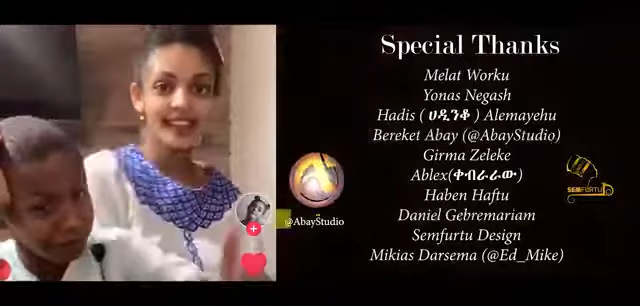 Special Thanks
Melat Worku
Yonas Negash
Hadis ( ሀዲንቆ ) Alemayehu
Bereket Abay (@AbayStudio)
Girma Zeleke
Ablex(ቀብራራው)
Haben Haftu
Daniel Gebremariam
Semfurtu Design
Mikias Darsema (@Ed_Mike)
@AbayStudio
SEMFURTU